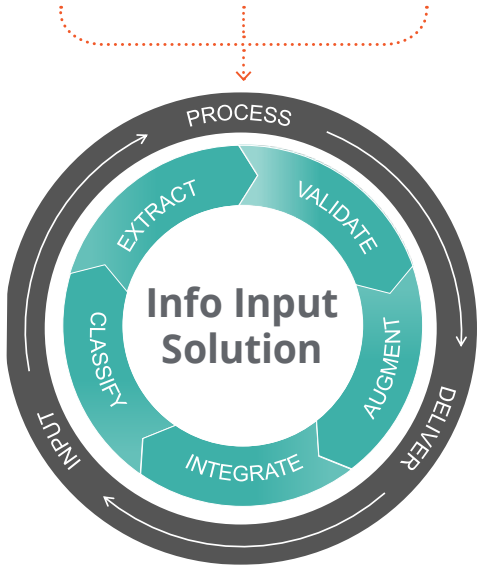 PROCESS
EXTRACT
VALIDATE
Info Input
Solution
CLASSIFY
AUGMENT
INPUT
DELIVER
INTEGRATE